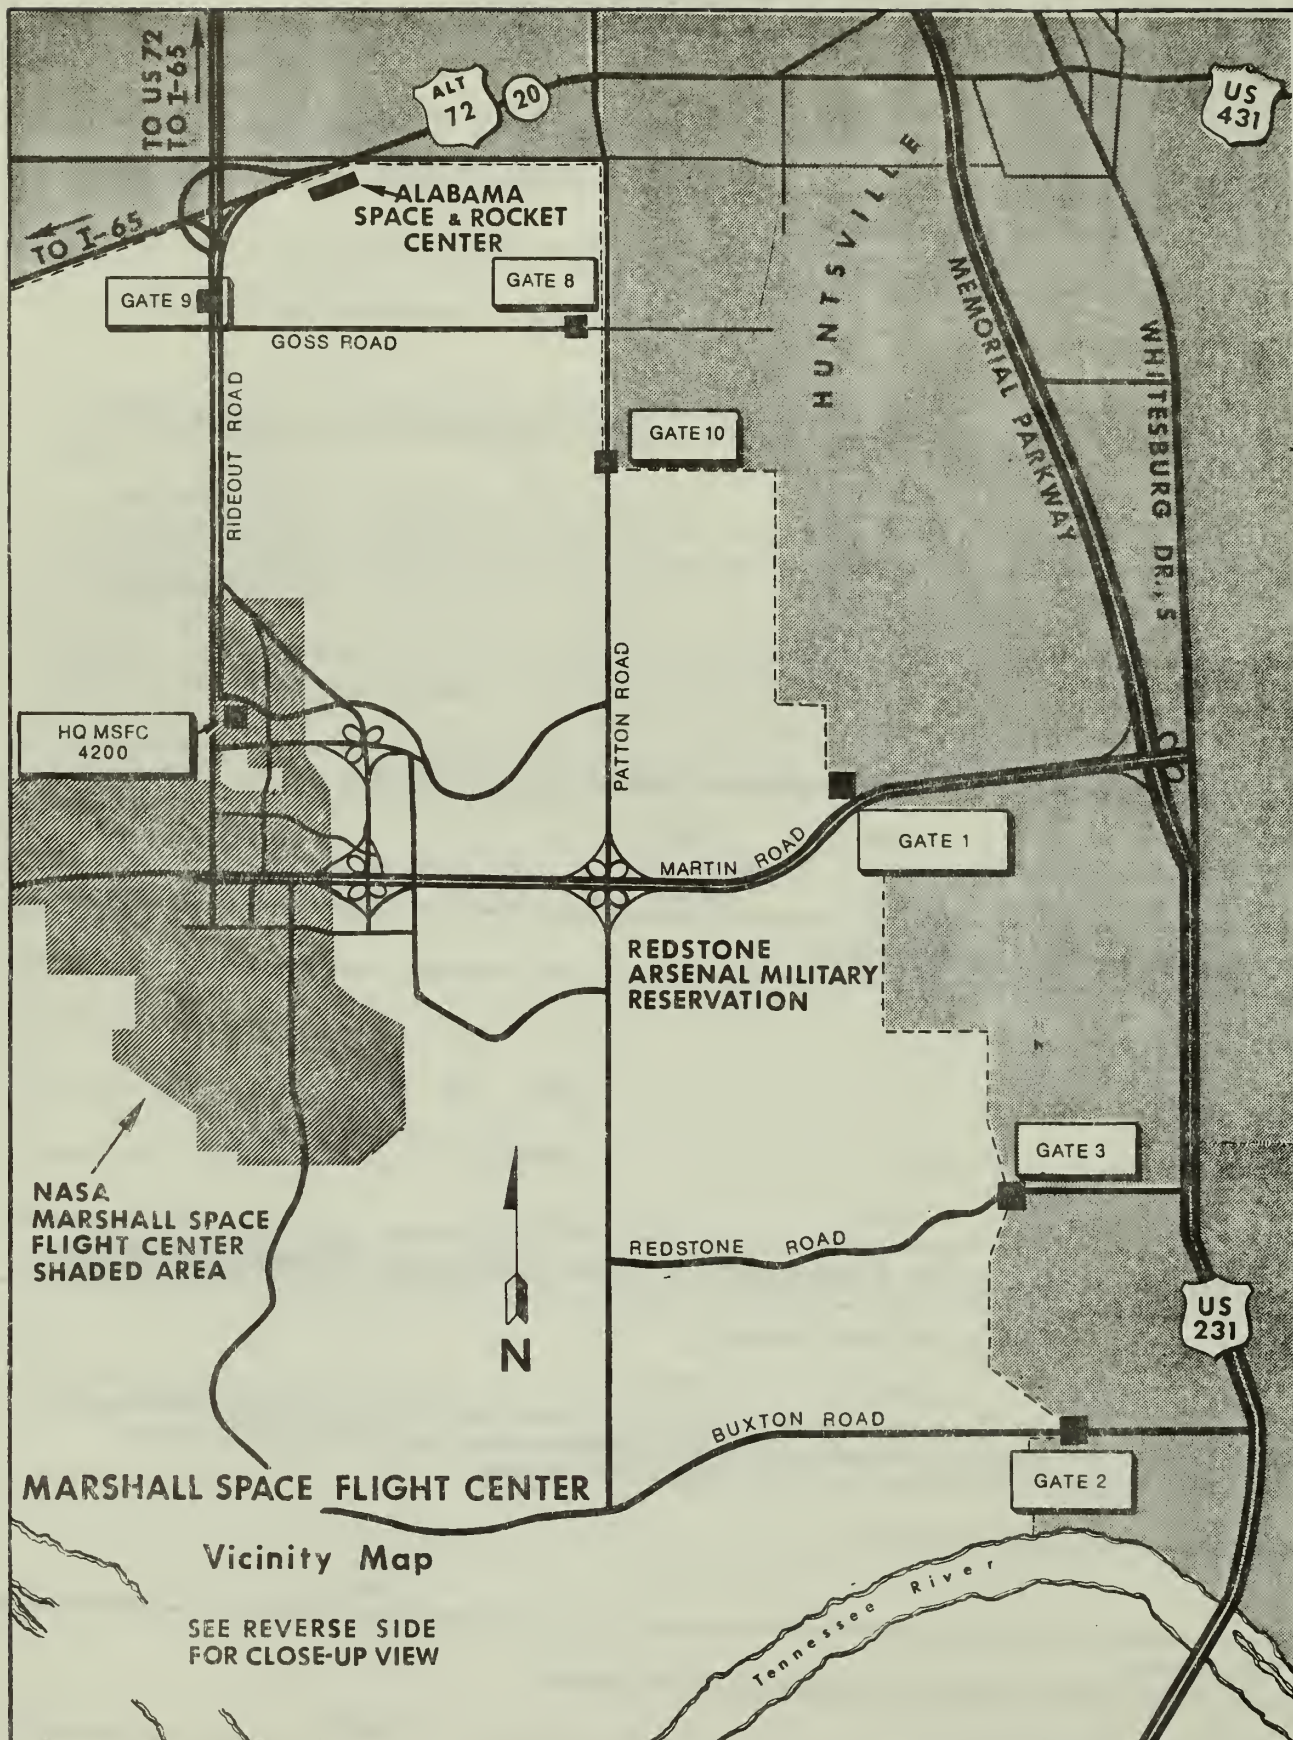 TO US 72
TO I-65
ALT
72
20
US
431
ALABAMA
SPACE & ROCKET
CENTER
TO I-65
GATE 9
GATE 8
GOSS ROAD
HUNTSVILLE
MEMORIAL PARKWAY
WHITESBURG DR., S
RIDEOUT ROAD
GATE 10
PATTON ROAD
HQ MSFC
4200
MARTIN ROAD
GATE 1
REDSTONE
ARSENAL MILITARY
RESERVATION
GATE 3
NASA
MARSHALL SPACE
FLIGHT CENTER
SHADED AREA
REDSTONE ROAD
US
231
N
BUXTON ROAD
GATE 2
MARSHALL SPACE FLIGHT CENTER
Vicinity Map
SEE REVERSE SIDE
FOR CLOSE-UP VIEW
Tennessee River